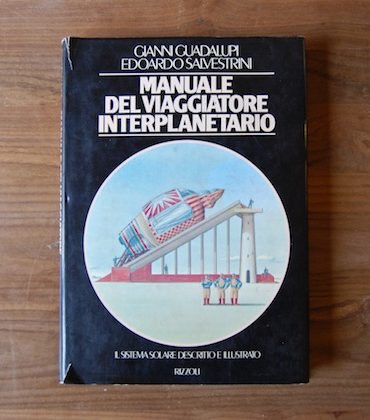 GIANNI GUADALUPI
EDOARDO SALVESTRINI
MANUALE
DEL VIAGGIATORE
INTERPLANETARIO
IL SISTEMA SOLARE DESCRITTO E ILLUSTRATO
RIZZOLI